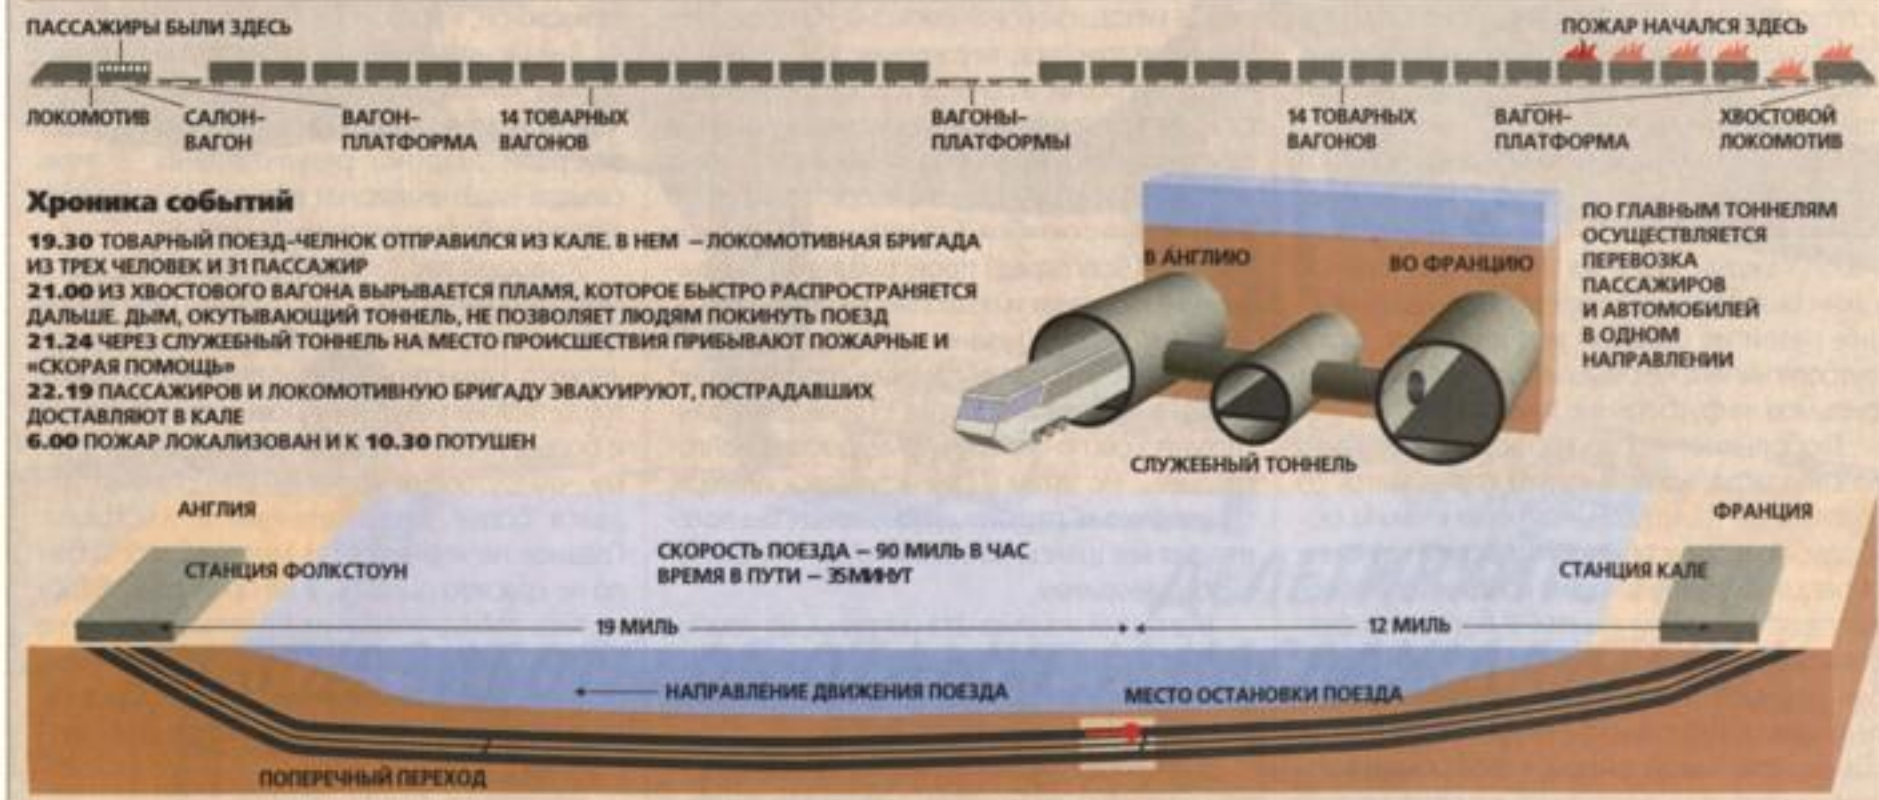 ПАССАЖИРЫ БЫЛИ ЗДЕСЬ
ПОЖАР НАЧАЛСЯ ЗДЕСЬ
ЛОКОМОТИВ
САЛОН-
ВАГОН
ВАГОН-
ПЛАТФОРМА
14 ТОВАРНЫХ
ВАГОНОВ
ВАГОНЫ-
ПЛАТФОРМЫ
14 ТОВАРНЫХ
ВАГОНОВ
ВАГОН-
ПЛАТФОРМА
ХВОСТОВОЙ
ЛОКОМОТИВ
Хроника событий
19.30 ТОВАРНЫЙ ПОЕЗД-ЧЕЛНОК ОТПРАВИЛСЯ ИЗ КАЛЕ. В НЕМ – ЛОКОМОТИВНАЯ БРИГАДА
ИЗ ТРЕХ ЧЕЛОВЕК И 31 ПАССАЖИР
21.00 ИЗ ХВОСТОВОГО ВАГОНА ВЫРЫВАЕТСЯ ПЛАМЯ, КОТОРОЕ БЫСТРО РАСПРОСТРАНЯЕТСЯ
ДАЛЬШЕ. ДЫМ, ОКУТЫВАЮЩИЙ ТОННЕЛЬ, НЕ ПОЗВОЛЯЕТ ЛЮДЯМ ПОКИНУТЬ ПОЕЗД
21.24 ЧЕРЕЗ СЛУЖЕБНЫЙ ТОННЕЛЬ НА МЕСТО ПРОИСШЕСТВИЯ ПРИБЫВАЮТ ПОЖАРНЫЕ И
«СКОРАЯ ПОМОЩЬ»
22.19 ПАССАЖИРОВ И ЛОКОМОТИВНУЮ БРИГАДУ ЭВАКУИРУЮТ, ПОСТРАДАВШИХ
ДОСТАВЛЯЮТ В КАЛЕ
6.00 ПОЖАР ЛОКАЛИЗОВАН И К 10.30 ПОТУШЕН
В АНГЛИЮ
ВО ФРАНЦИЮ
СЛУЖЕБНЫЙ ТОННЕЛЬ
ПО ГЛАВНЫМ ТОННЕЛЯМ
ОСУЩЕСТВЛЯЕТСЯ
ПЕРЕВОЗКА
ПАССАЖИРОВ
И АВТОМОБИЛЕЙ
В ОДНОМ
НАПРАВЛЕНИИ
АНГЛИЯ
ФРАНЦИЯ
СТАНЦИЯ ФОЛКСТОУН
СКОРОСТЬ ПОЕЗДА – 90 МИЛЬ В ЧАС
ВРЕМЯ В ПУТИ – 35 МИНУТ
СТАНЦИЯ КАЛЕ
19 МИЛЬ
12 МИЛЬ
НАПРАВЛЕНИЕ ДВИЖЕНИЯ ПОЕЗДА
МЕСТО ОСТАНОВКИ ПОЕЗДА
ПОПЕРЕЧНЫЙ ПЕРЕХОД